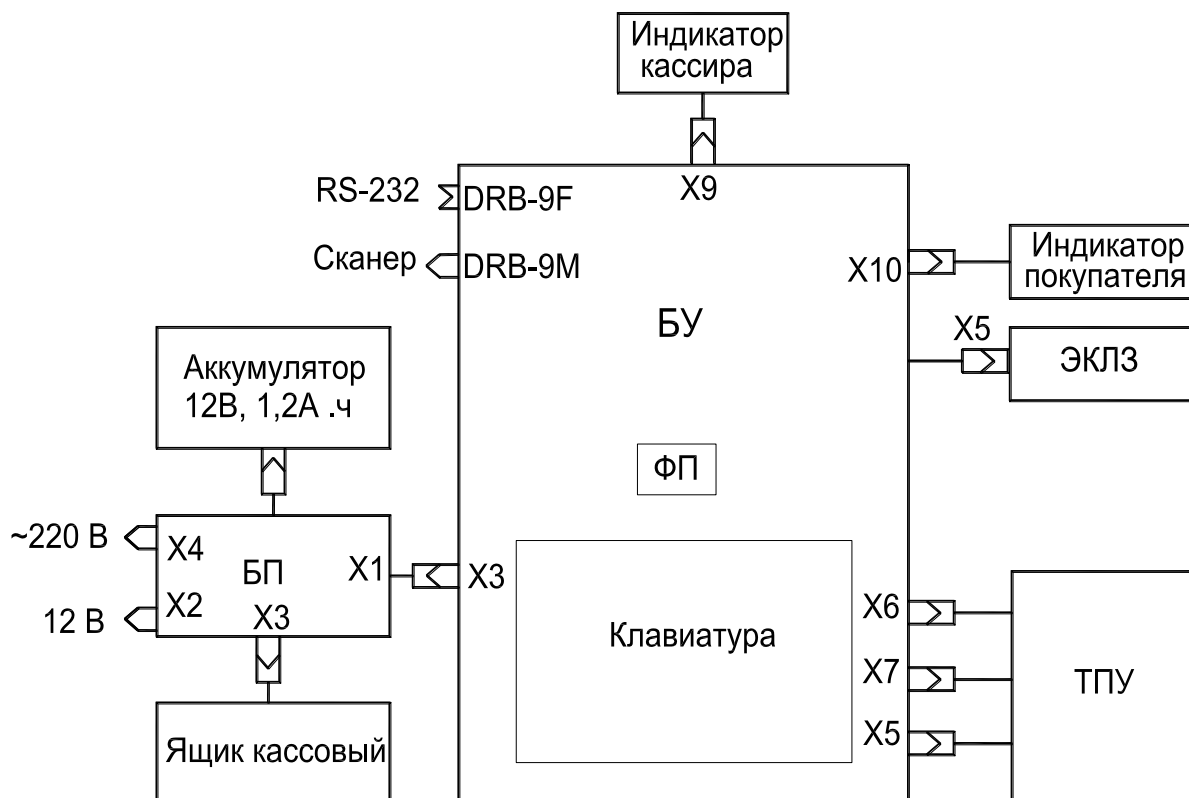 Индикатор
кассира
X9
RS-232
DRB-9F
Сканер
DRB-9M
X10
Индикатор
покупателя
БУ
X5
ЭКЛЗ
Аккумулятор
12В, 1,2А .ч
ФП
~220 В
X4
БП
X1
X3
12 В
X2
X3
Клавиатура
X6
X7
X5
ТПУ
Ящик кассовый